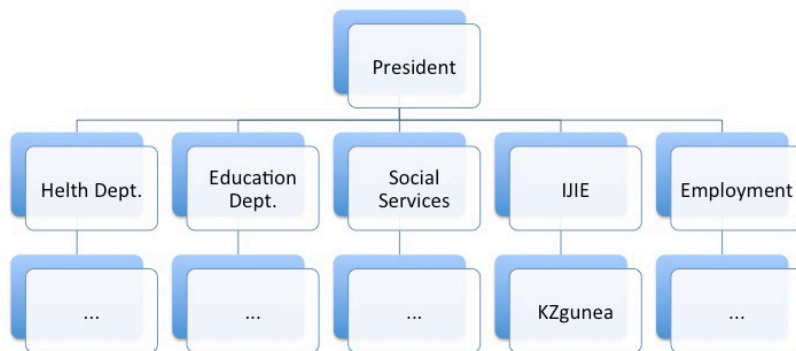 President
Helth Dept.
Education
Dept.
Social
Services
IJIE
Employment
...
...
...
KZgunea
...